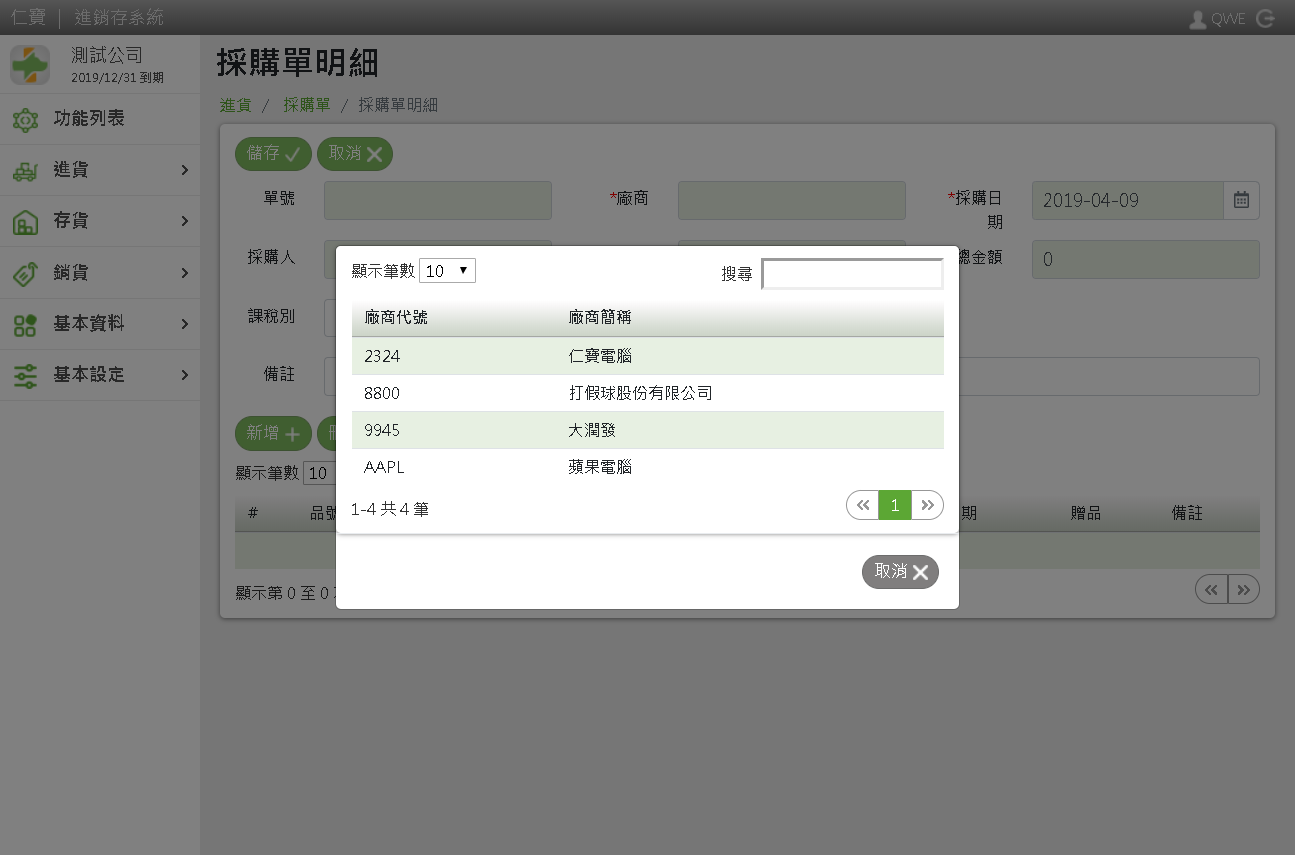 仁寶 | 進銷存系統
QWE
測試公司
2019/12/31 到期
功能列表
進貨
存貨
銷貨
基本資料
基本設定
採購單明細
進貨 / 採購單 / 採購單明細
儲存
取消
單號
*廠商
*採購日期
2019-04-09
採購人
總金額
0
課稅別
備註
新增
顯示筆數 10
#
品號
贈品
備註
顯示第 0 至 0
顯示筆數 10
搜尋
廠商代號 廠商簡稱
2324 仁寶電腦
8800 打假球股份有限公司
9945 大潤發
AAPL 蘋果電腦
1-4 共 4 筆
« 1 »
取消
« »